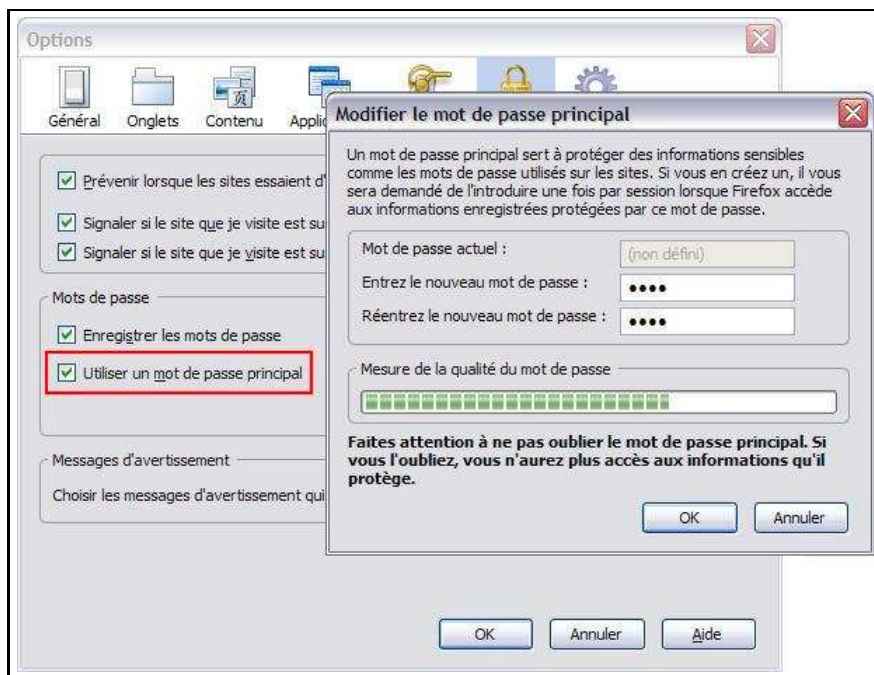 Options
Général Onglets Contenu
Modifier le mot de passe principal
Un mot de passe principal sert à protéger des informations sensibles
comme les mots de passe utilisés sur les sites. Si vous en créez un, il vous
sera demandé de l'introduire une fois par session lorsque Firefox accède
aux informations enregistrées protégées par ce mot de passe.
Mot de passe actuel : (non défini)
Entrez le nouveau mot de passe : ••••
Réentrez le nouveau mot de passe : ••••
Mesure de la qualité du mot de passe
Faites attention à ne pas oublier le mot de passe principal. Si
vous l'oubliez, vous n'aurez plus accès aux informations qu'il
protège.
OK Annuler
Prévenir lorsque les sites essaient d'
Signaler si le site que je visite est su
Signaler si le site que je visite est su
Mots de passe
Enregistrer les mots de passe
Utiliser un mot de passe principal
Messages d'avertissement
Choisir les messages d'avertissement qui
OK Annuler Aide